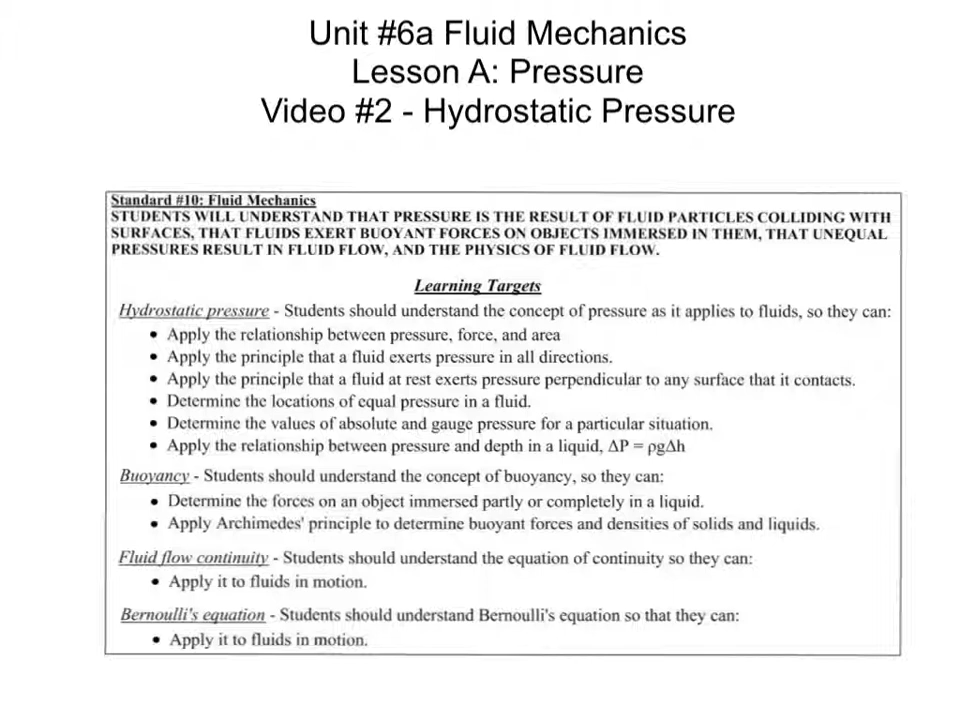 Unit #6a Fluid Mechanics
Lesson A: Pressure
Video #2 - Hydrostatic Pressure
Standard #10: Fluid Mechanics
STUDENTS WILL UNDERSTAND THAT PRESSURE IS THE RESULT OF FLUID PARTICLES COLLIDING WITH
SURFACES, THAT FLUIDS EXERT BUOYANT FORCES ON OBJECTS IMMERSED IN THEM, THAT UNEQUAL
PRESSURES RESULT IN FLUID FLOW, AND THE PHYSICS OF FLUID FLOW.
Learning Targets
Hydrostatic pressure - Students should understand the concept of pressure as it applies to fluids, so they can:
• Apply the relationship between pressure, force, and area
• Apply the principle that a fluid exerts pressure in all directions.
• Apply the principle that a fluid at rest exerts pressure perpendicular to any surface that it contacts.
• Determine the locations of equal pressure in a fluid.
• Determine the values of absolute and gauge pressure for a particular situation.
• Apply the relationship between pressure and depth in a liquid, ΔP = ρgΔh
Buoyancy - Students should understand the concept of buoyancy, so they can:
• Determine the forces on an object immersed partly or completely in a liquid.
• Apply Archimedes' principle to determine buoyant forces and densities of solids and liquids.
Fluid flow continuity - Students should understand the equation of continuity so they can:
• Apply it to fluids in motion.
Bernoulli's equation - Students should understand Bernoulli's equation so that they can:
• Apply it to fluids in motion.